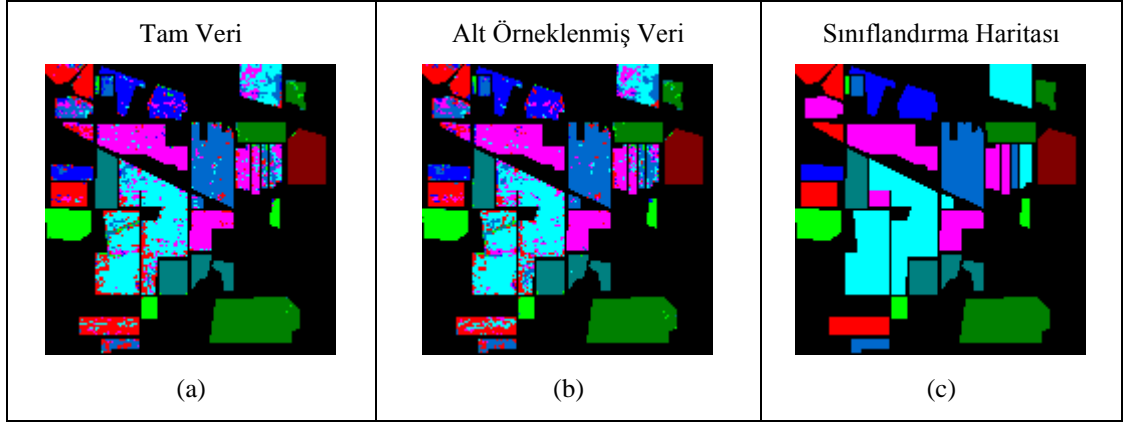 Tam Veri
Alt Örneklenmiş Veri
Sınıflandırma Haritası
(a)
(b)
(c)